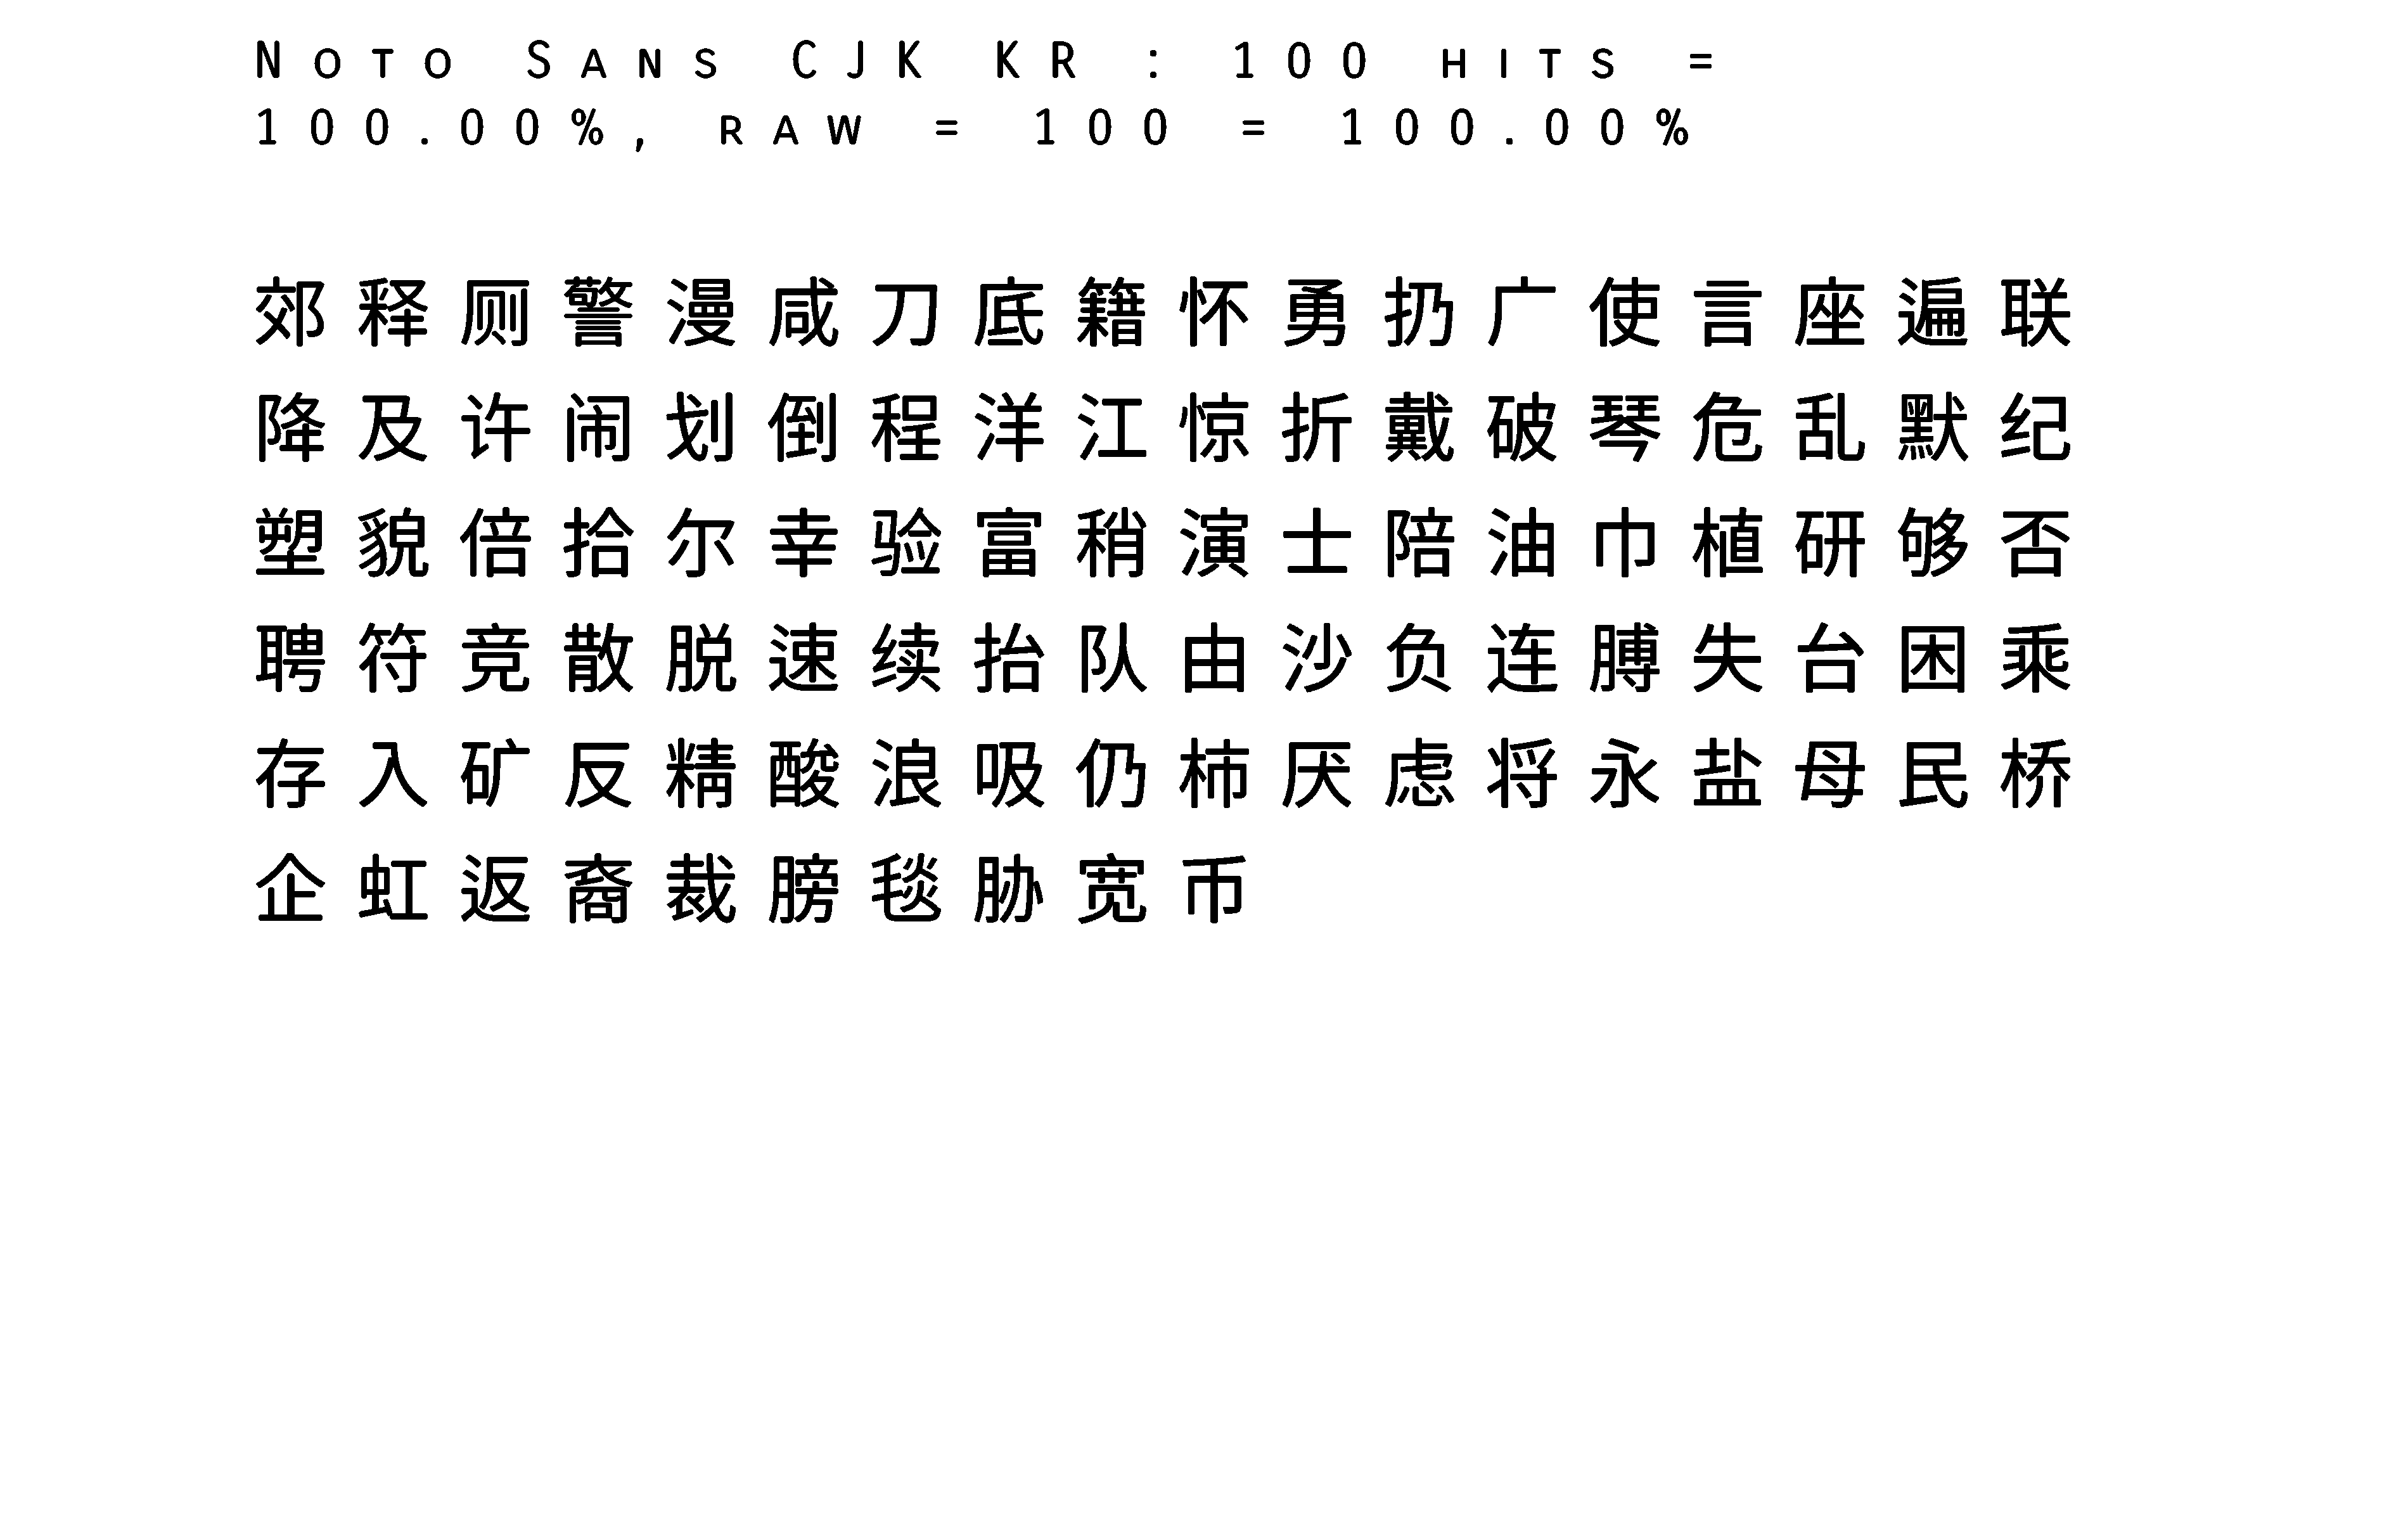 Noto Sans CJK KR : 100 hits =
100.00%, raw = 100 = 100.00%
郊释厕警漫咸刀底籍怀勇扔广使言座遍联
降及许闹划倒程洋江惊折戴破琴危乱默纪
塑貌倍拾尔幸验富稍演士陪油巾植研够否
聘符竞散脱速续抬队由沙负连膊失台困乘
存入矿反精酸浪吸仍柿厌虑将永盐母民桥
企虹返裔裁膀毯胁宽币